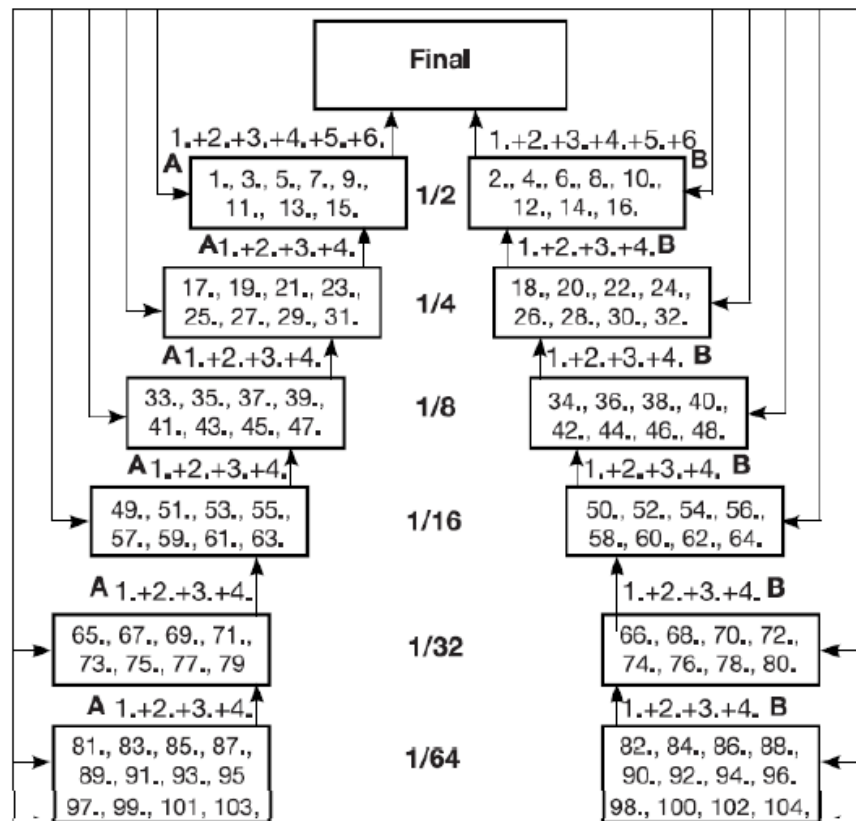 Final
1.+2.+3.+4.+5.+6.
1.+2.+3.+4.+5.+6
A
B
1., 3., 5., 7., 9.,
11., 13., 15.
1/2
2., 4., 6., 8., 10.,
12., 14., 16.
A 1.+2.+3.+4.
1.+2.+3.+4. B
17., 19., 21., 23.,
25., 27., 29., 31.
1/4
18., 20., 22., 24.,
26., 28., 30., 32.
A 1.+2.+3.+4.
1.+2.+3.+4. B
33., 35., 37., 39.,
41., 43., 45., 47.
1/8
34., 36., 38., 40.,
42., 44., 46., 48.
A 1.+2.+3.+4.
1.+2.+3.+4. B
49., 51., 53., 55.,
57., 59., 61., 63.
1/16
50., 52., 54., 56.,
58., 60., 62., 64.
A 1.+2.+3.+4.
1.+2.+3.+4. B
65., 67., 69., 71.,
73., 75., 77., 79
1/32
66., 68., 70., 72.,
74., 76., 78., 80.
A 1.+2.+3.+4.
1.+2.+3.+4. B
81., 83., 85., 87.,
89., 91., 93., 95
97., 99., 101, 103,
1/64
82., 84., 86., 88.,
90., 92., 94., 96.
98., 100, 102, 104,